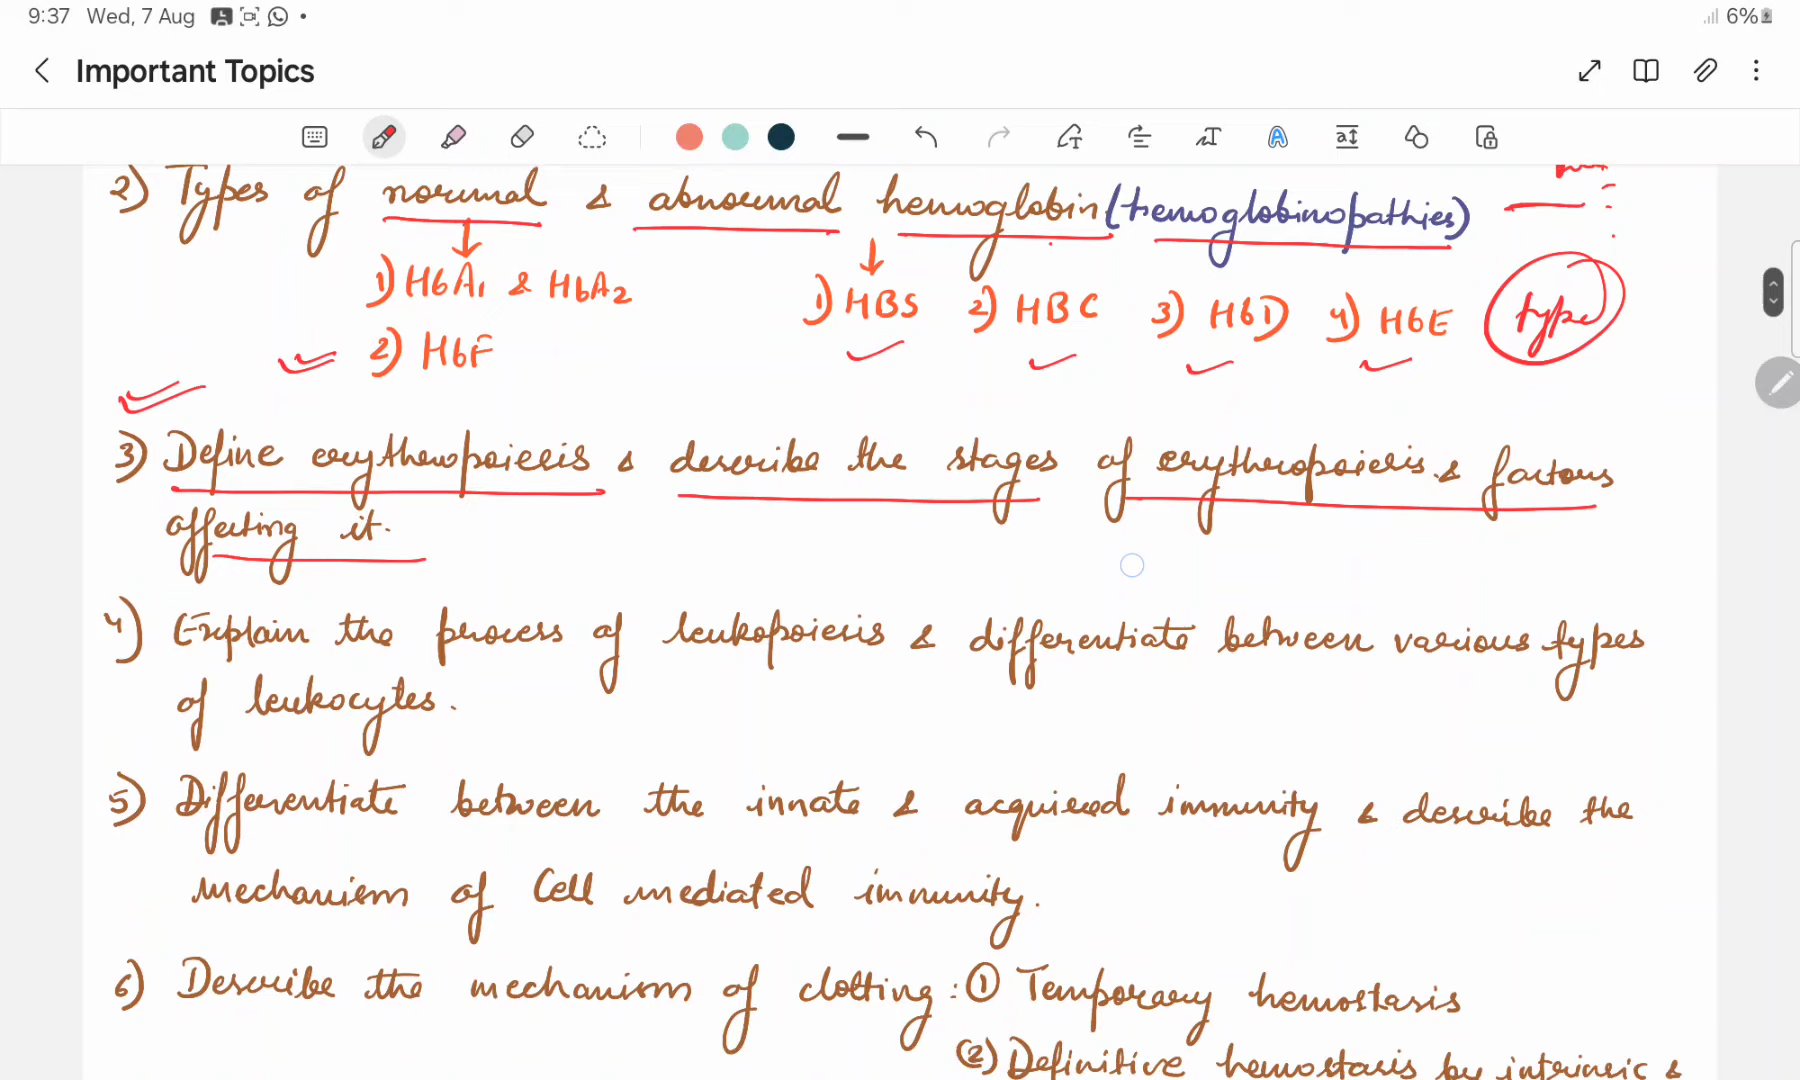 9:37 Wed, 7 Aug 6%
Important Topics
2) Types of normal & abnormal hemoglobin (Hemoglobinopathies)
1) HbA1 & HbA2 1) HBS 2) HBC 3) HbD 4) HbE type
2) HbF
3) Define erythropoiesis & describe the stages of erythropoiesis & factors
affecting it.
4) Explain the process of leukopoiesis & differentiate between various types
of leukocytes.
5) Differentiate between the innate & acquired immunity & describe the
mechanism of Cell mediated immunity.
6) Describe the mechanism of clotting: ① Temporary hemostasis
(2) Definitive hemostasis by intrinsic &